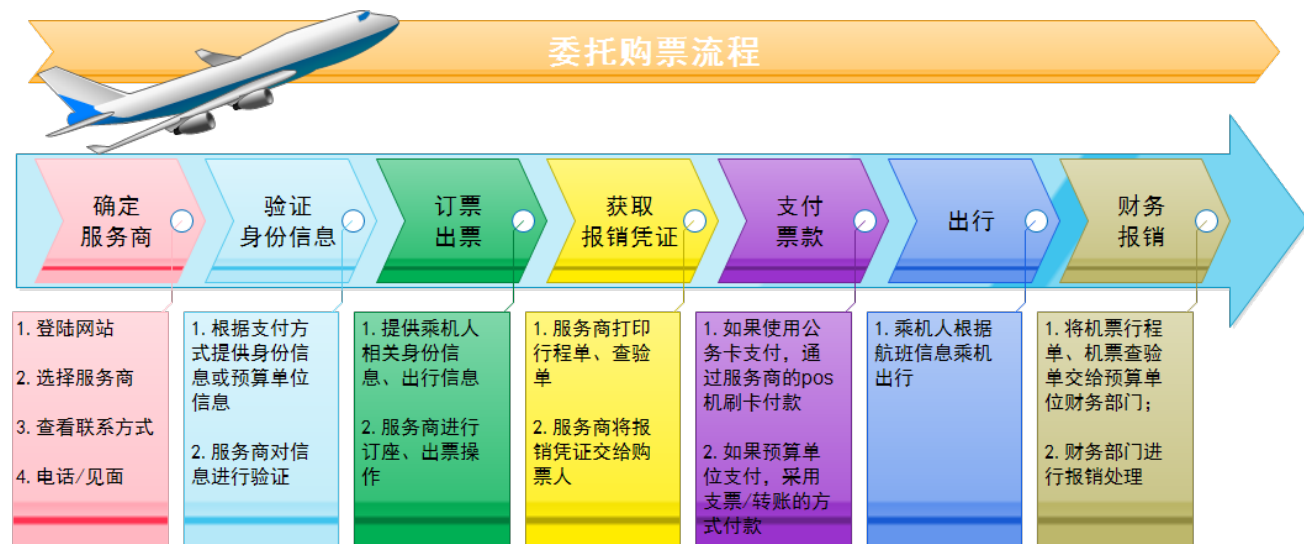 委托购票流程
确定
服务商
验证
身份信息
订票
出票
获取
报销凭证
支付
票款
出行
财务
报销
1. 登陆网站
2. 选择服务商
3. 查看联系方式
4. 电话/见面
1. 根据支付方
式提供身份信
息或预算单位
信息
2. 服务商对信
息进行验证
1. 提供乘机人
相关身份信
息、出行信息
2. 服务商进行
订座、出票操
作
1. 服务商打印
行程单、查验
单
2. 服务商将报
销凭证交给购
票人
1. 如果使用公
务卡支付，通
过服务商的pos
机刷卡付款
2. 如果预算单
位支付，采用
支票/转账的方
式付款
1. 乘机人根据
航班信息乘机
出行
1. 将机票行程
单、机票查验
单交给预算单
位财务部门；
2. 财务部门进
行报销处理